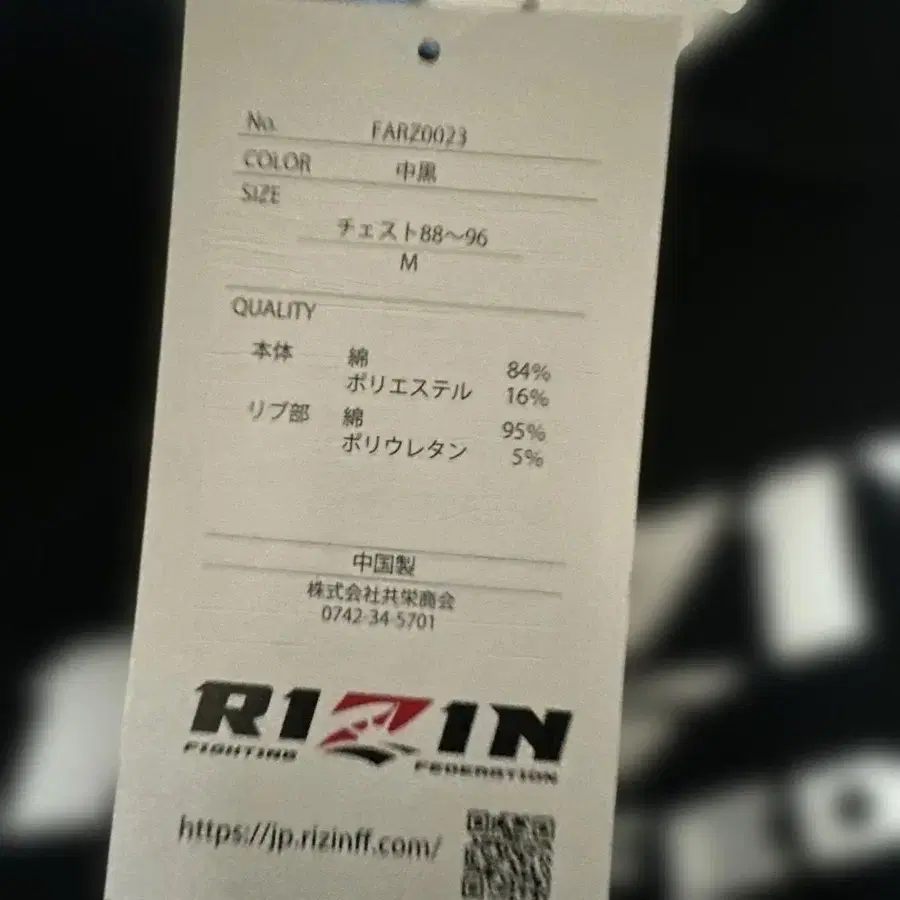 No. FARZ0023
COLOR 中黒
SIZE
チェスト88～96
M
QUALITY
本体 綿 84%
ポリエステル 16%
リブ部 綿 95%
ポリウレタン 5%
中国製
株式会社共栄商会
0742-34-5701
RIZIN
FIGHTING FEDERATION
https://jp.rizinff.com/